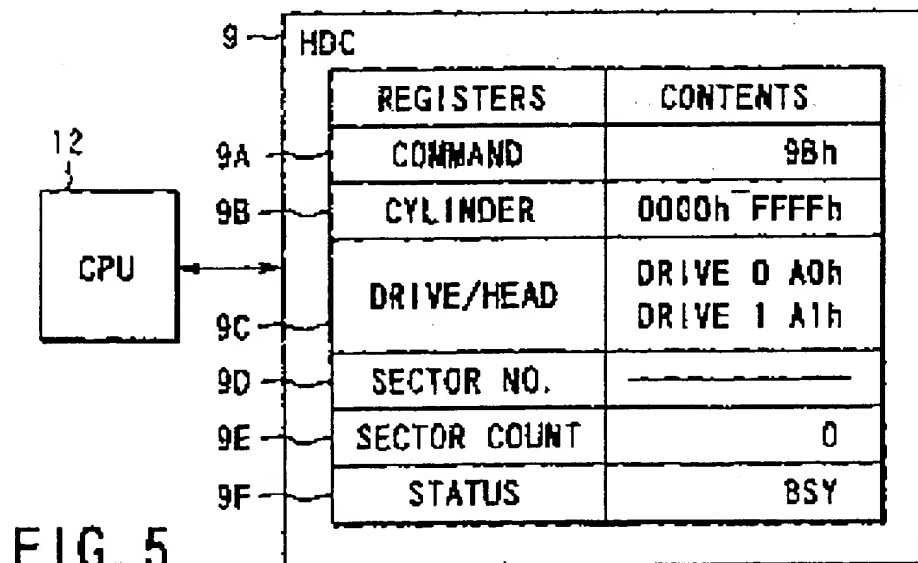 9 HDC
REGISTERS CONTENTS
12
9A COMMAND 9Bh
9B CYLINDER 0000h‾FFFFh
CPU
DRIVE/HEAD DRIVE 0 A0h
DRIVE 1 A1h
9C
9D SECTOR NO. ————
9E SECTOR COUNT 0
9F STATUS BSY
FIG. 5